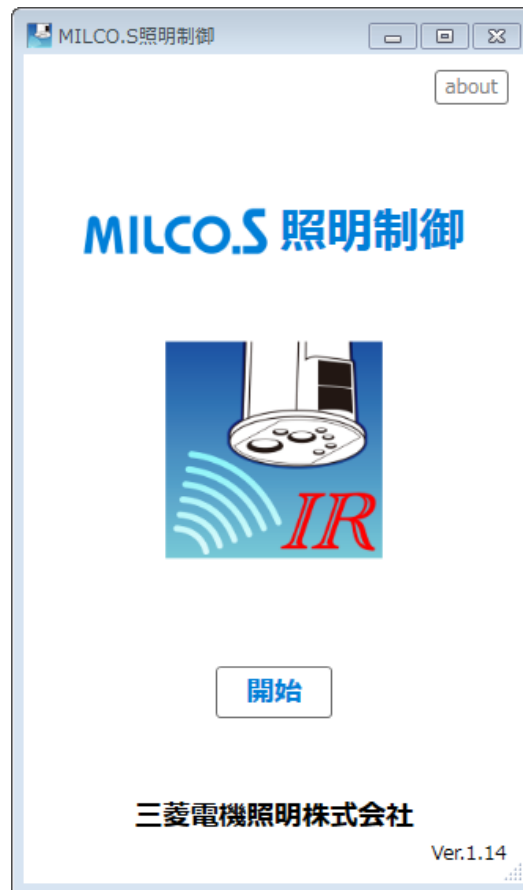 MILCO.S照明制御
about
MILCO.S 照明制御
IR
開始
三菱電機照明株式会社
Ver.1.14